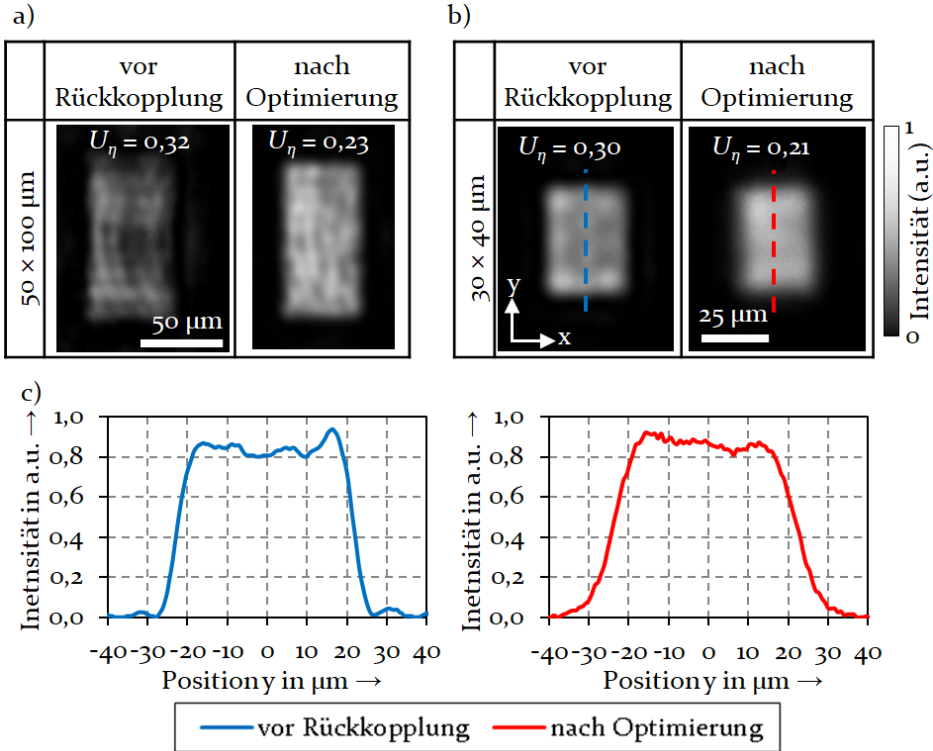 a)
vor
Rückkopplung
nach
Optimierung
50 × 100 µm
Uη = 0,32
Uη = 0,23
50 µm
b)
vor
Rückkopplung
nach
Optimierung
30 × 40 µm
Uη = 0,30
Uη = 0,21
y
x
25 µm
1
0
Intensität (a.u.)
c)
Inetnsität in a.u. →
1,0
0,8
0,6
0,4
0,2
0,0
-40 -30 -20 -10 0 10 20 30 40
Position y in µm →
Inetnsität in a.u. →
1,0
0,8
0,6
0,4
0,2
0,0
-40 -30 -20 -10 0 10 20 30 40
Position y in µm →
vor Rückkopplung nach Optimierung